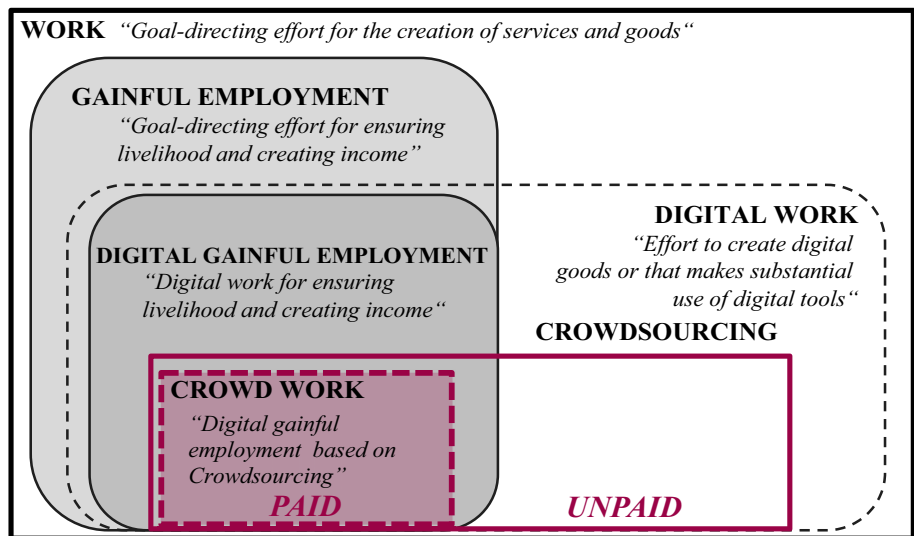 WORK “Goal-directing effort for the creation of services and goods“
GAINFUL EMPLOYMENT
“Goal-directing effort for ensuring
livelihood and creating income“
DIGITAL WORK
“Effort to create digital
goods or that makes substantial
use of digital tools“
DIGITAL GAINFUL EMPLOYMENT
“Digital work for ensuring
livelihood and creating income“
CROWDSOURCING
CROWD WORK
“Digital gainful
employment based on
Crowdsourcing”
PAID
UNPAID